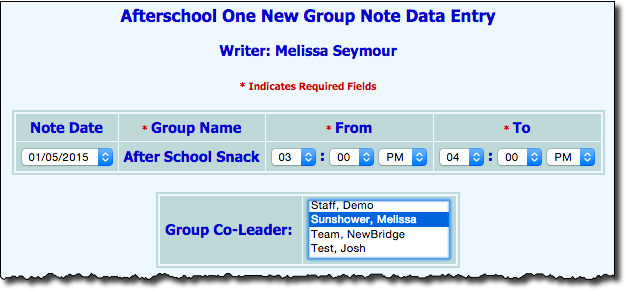 Afterschool One New Group Note Data Entry
Writer: Melissa Seymour
* Indicates Required Fields
Note Date * Group Name * From * To
01/05/2015 After School Snack 03 : 00 PM 04 : 00 PM
Staff, Demo
Group Co-Leader: Sunshower, Melissa
Team, NewBridge
Test, Josh